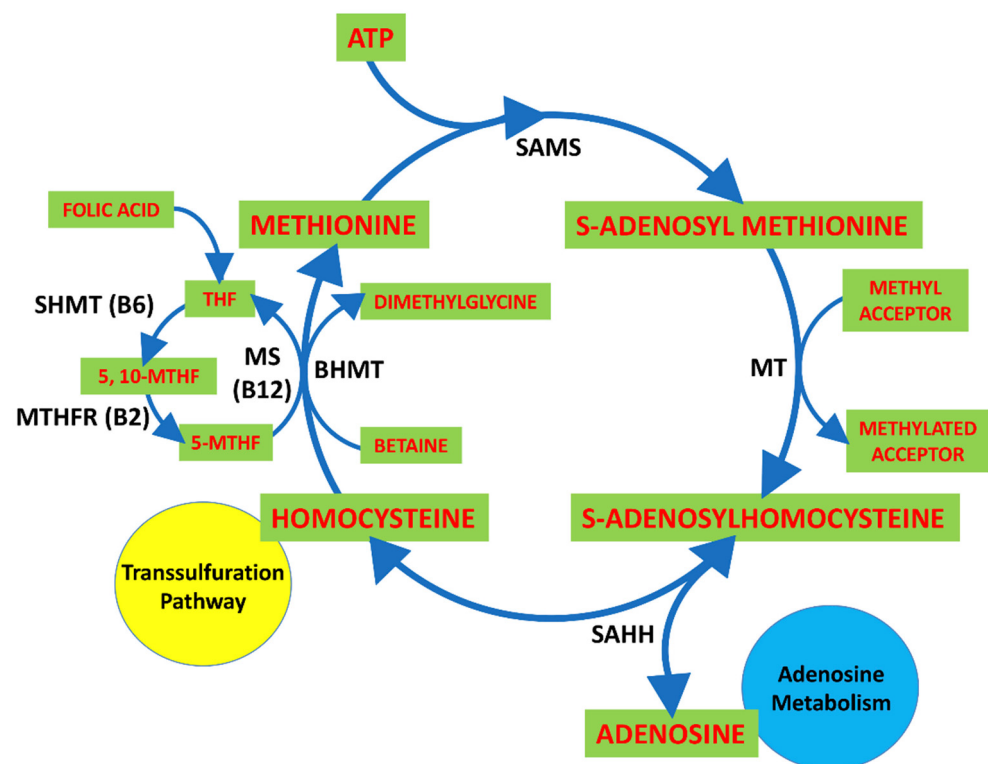 ATP
SAMS
FOLIC ACID
METHIONINE
S-ADENOSYL METHIONINE
SHMT (B6)
THF
DIMETHYLGLYCINE
METHYL
ACCEPTOR
MS
(B12)
BHMT
MT
5, 10-MTHF
MTHFR (B2)
5-MTHF
BETAINE
METHYLATED
ACCEPTOR
HOMOCYSTEINE
S-ADENOSYLHOMOCYSTEINE
Transsulfuration
Pathway
SAHH
Adenosine
Metabolism
ADENOSINE